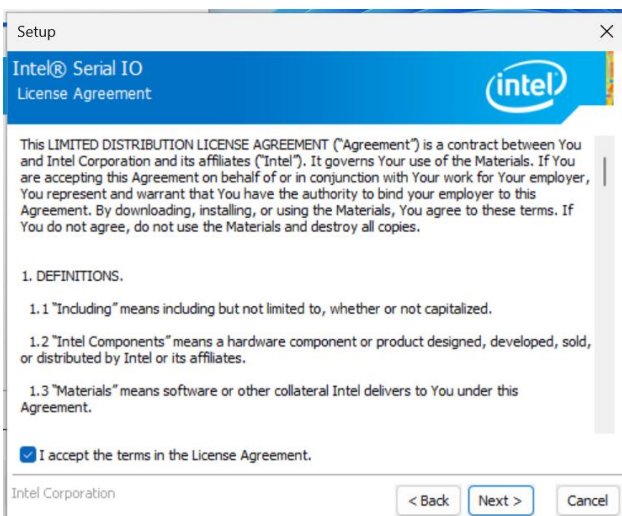 Setup
Intel® Serial IO
License Agreement
intel
This LIMITED DISTRIBUTION LICENSE AGREEMENT ("Agreement") is a contract between You
and Intel Corporation and its affiliates ("Intel"). It governs Your use of the Materials. If You
are accepting this Agreement on behalf of or in conjunction with Your work for Your employer,
You represent and warrant that You have the authority to bind your employer to this
Agreement. By downloading, installing, or using the Materials, You agree to these terms. If
You do not agree, do not use the Materials and destroy all copies.
1. DEFINITIONS.
1.1 "Including" means including but not limited to, whether or not capitalized.
1.2 "Intel Components" means a hardware component or product designed, developed, sold,
or distributed by Intel or its affiliates.
1.3 "Materials" means software or other collateral Intel delivers to You under this
Agreement.
I accept the terms in the License Agreement.
Intel Corporation
< Back
Next >
Cancel